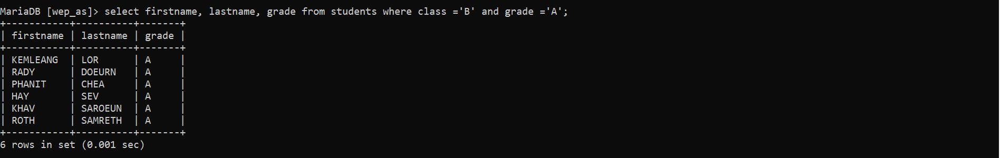 MariaDB [wep_as]> select firstname, lastname, grade from students where class ='B' and grade ='A';
+-----------+----------+-------+
| firstname | lastname | grade |
+-----------+----------+-------+
| KEMLEANG  | LOR      | A     |
| RADY      | DOEURN   | A     |
| PHANIT    | CHEA     | A     |
| HAY       | SEV      | A     |
| KHAV      | SAROEUN  | A     |
| ROTH      | SAMRETH  | A     |
+-----------+----------+-------+
6 rows in set (0.001 sec)